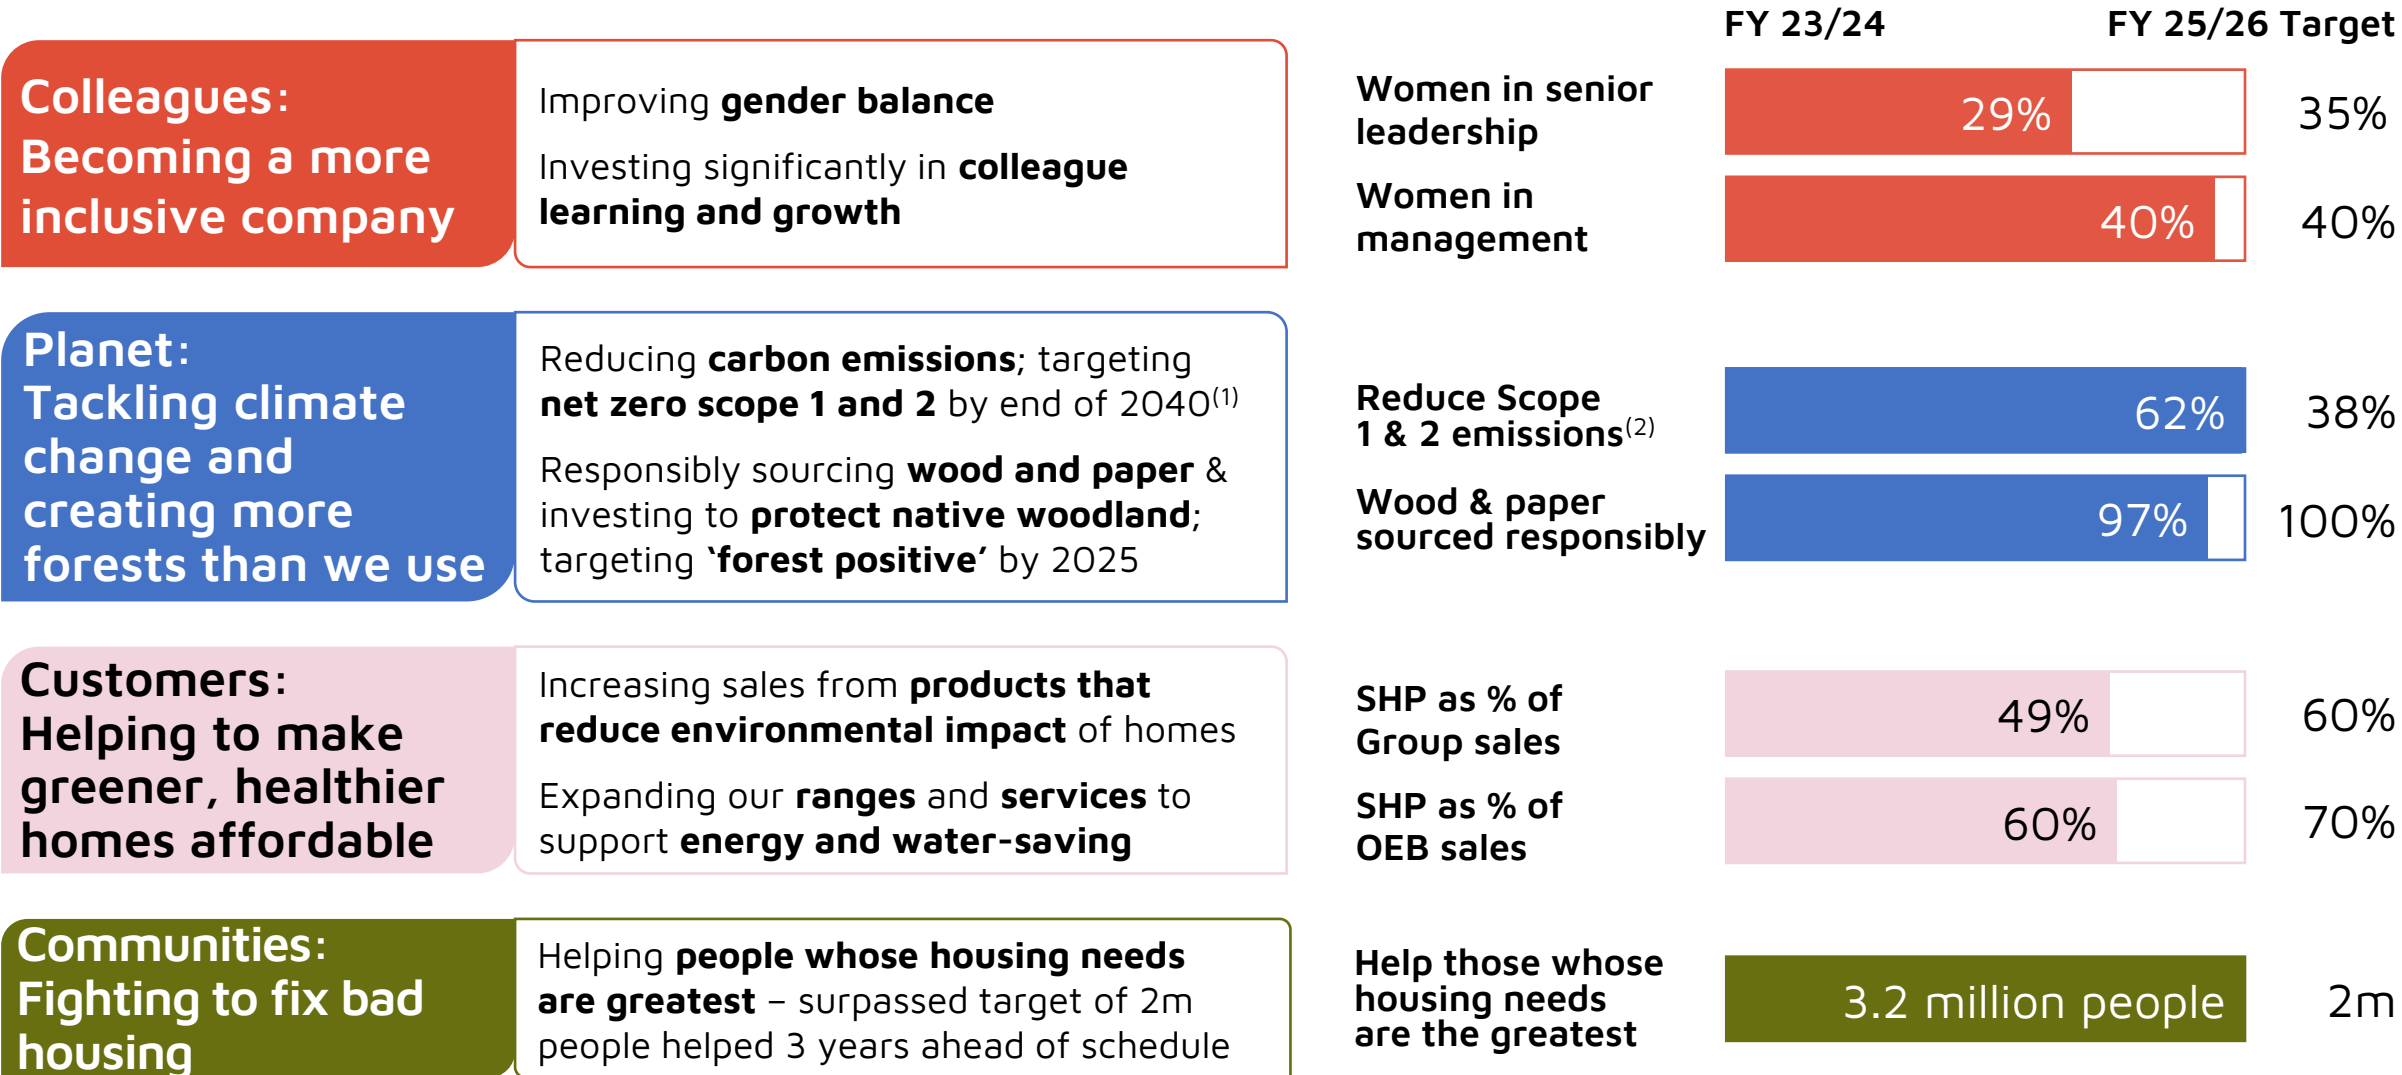 FY 23/24 FY 25/26 Target
Colleagues:
Becoming a more
inclusive company
Improving gender balance
Investing significantly in colleague
learning and growth
Women in senior
leadership
29% 35%
Women in
management
40% 40%
Planet:
Tackling climate
change and
creating more
forests than we use
Reducing carbon emissions; targeting
net zero scope 1 and 2 by end of 2040(1)
Responsibly sourcing wood and paper &
investing to protect native woodland;
targeting ‘forest positive’ by 2025
Reduce Scope
1 & 2 emissions(2)
62% 38%
Wood & paper
sourced responsibly
97% 100%
Customers:
Helping to make
greener, healthier
homes affordable
Increasing sales from products that
reduce environmental impact of homes
Expanding our ranges and services to
support energy and water-saving
SHP as % of
Group sales
49% 60%
SHP as % of
OEB sales
60% 70%
Communities:
Fighting to fix bad
housing
Helping people whose housing needs
are greatest – surpassed target of 2m
people helped 3 years ahead of schedule
Help those whose
housing needs
are the greatest
3.2 million people 2m